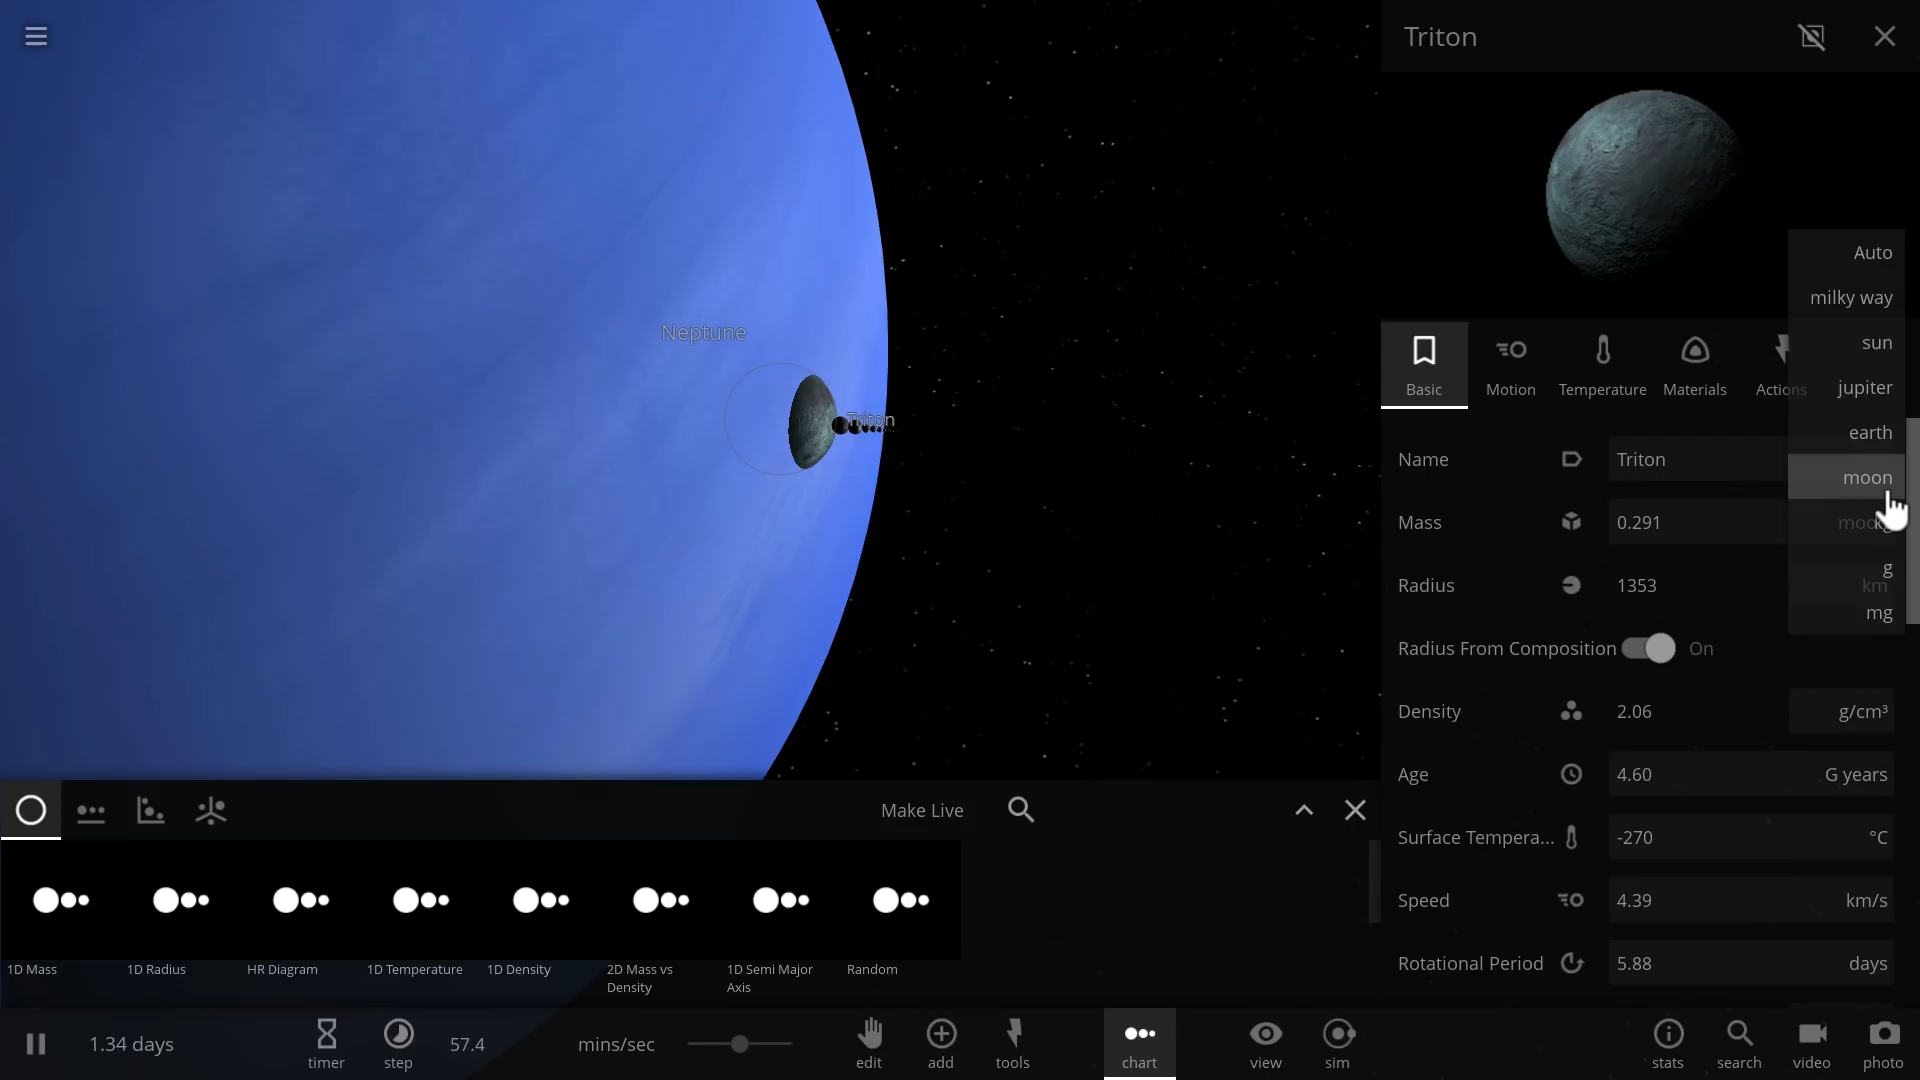 Triton
Neptune
Triton
Auto
milky way
sun
jupiter
earth
moon
g
mg
Basic
Motion
Temperature
Materials
Actions
Name
Triton
Mass
0.291
Radius
1353
km
Radius From Composition
On
Density
2.06
g/cm³
Age
4.60
G years
Surface Tempera...
-270
°C
Speed
4.39
km/s
Rotational Period
5.88
days
Make Live
1D Mass
1D Radius
HR Diagram
1D Temperature
1D Density
2D Mass vs
Density
1D Semi Major
Axis
Random
1.34 days
timer
step
57.4
mins/sec
edit
add
tools
chart
view
sim
stats
search
video
photo